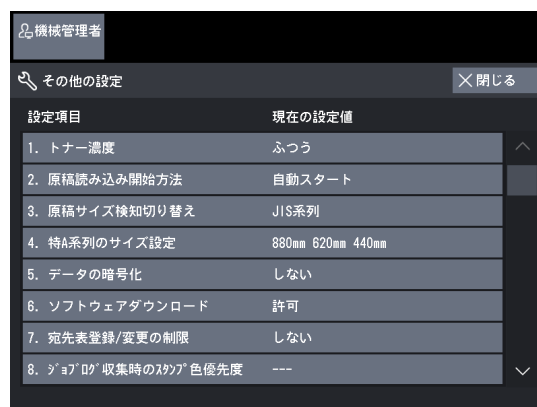 機械管理者
その他の設定
閉じる
設定項目 現在の設定値
1. トナー濃度 ふつう
2. 原稿読み込み開始方法 自動スタート
3. 原稿サイズ検知切り替え JIS系列
4. 特A系列のサイズ設定 880mm 620mm 440mm
5. データの暗号化 しない
6. ソフトウェアダウンロード 許可
7. 宛先表登録/変更の制限 しない
8. ジョブログ収集時のスタンプ色優先度 ---